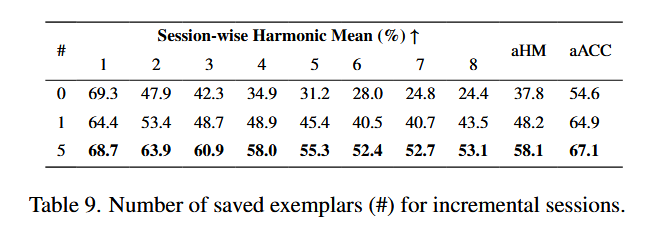 # Session-wise Harmonic Mean (%) ↑ aHM aACC
1 2 3 4 5 6 7 8
0 69.3 47.9 42.3 34.9 31.2 28.0 24.8 24.4 37.8 54.6
1 64.4 53.4 48.7 48.9 45.4 40.5 40.7 43.5 48.2 64.9
5 68.7 63.9 60.9 58.0 55.3 52.4 52.7 53.1 58.1 67.1
Table 9. Number of saved exemplars (#) for incremental sessions.